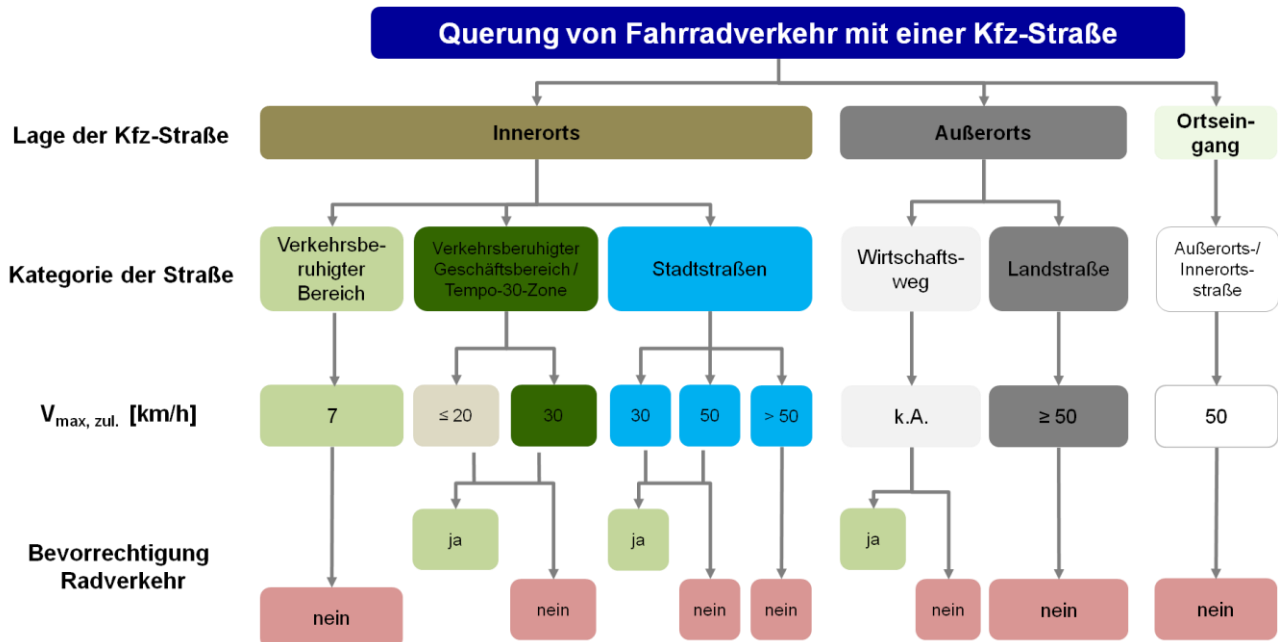 Querung von Fahrradverkehr mit einer Kfz-Straße
Lage der Kfz-Straße
Innerorts
Außerorts
Ortsein-
gang
Kategorie der Straße
Verkehrsbe-
ruhigter
Bereich
Verkehrsberuhigter
Geschäftsbereich /
Tempo-30-Zone
Stadtstraßen
Wirtschafts-
weg
Landstraße
Außerorts-/
Innerorts-
straße
Vmax, zul. [km/h]
7
≤ 20
30
30
50
> 50
k.A.
≥ 50
50
Bevorrechtigung
Radverkehr
ja
ja
ja
nein
nein
nein
nein
nein
nein
nein